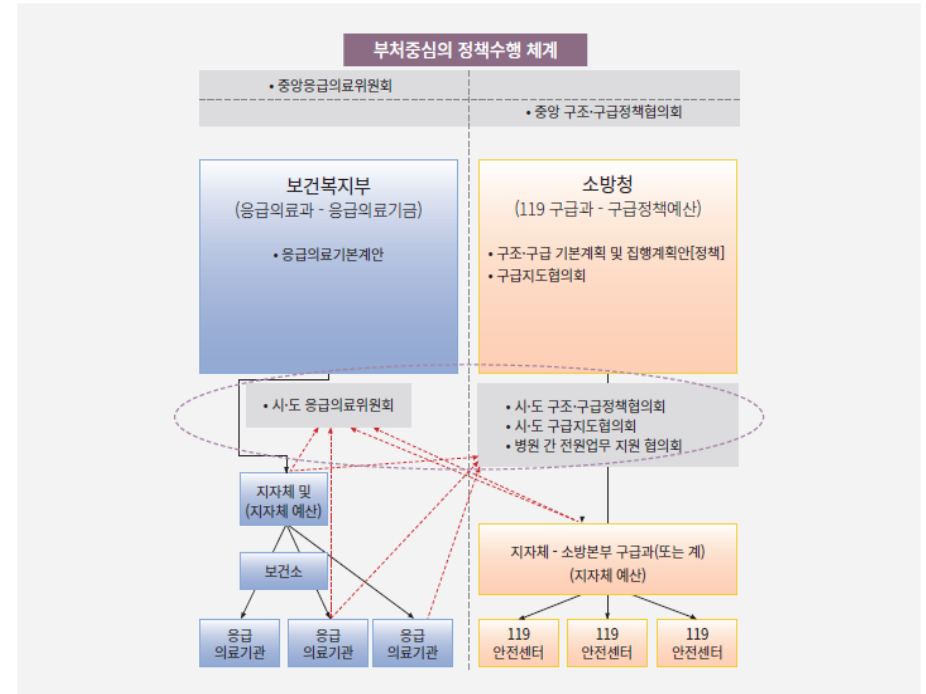 부처중심의 정책수행 체계
• 중앙응급의료위원회
• 중앙 구조·구급정책협의회
보건복지부
(응급의료과 - 응급의료기금)
• 응급의료기본계안
소방청
(119 구급과 - 구급정책예산)
• 구조·구급 기본계획 및 집행계획안[정책]
• 구급지도협의회
• 시·도 응급의료위원회
• 시·도 구조·구급정책협의회
• 시·도 구급지도협의회
• 병원 간 전원업무 지원 협의회
지자체 및
(지자체 예산)
보건소
지자체 - 소방본부 구급과(또는 계)
(지자체 예산)
응급
의료기관
응급
의료기관
응급
의료기관
119
안전센터
119
안전센터
119
안전센터